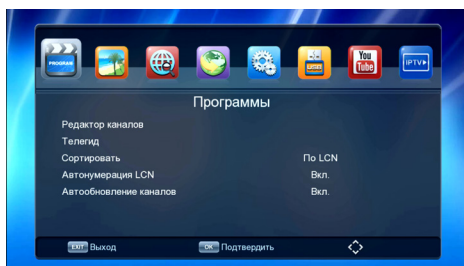 PROGRAM
You Tube
IPTV
Программы
Редактор каналов
Телегид
Сортировать По LCN
Автонумерация LCN Вкл.
Автообновление каналов Вкл.
EXIT Выход OK Подтвердить